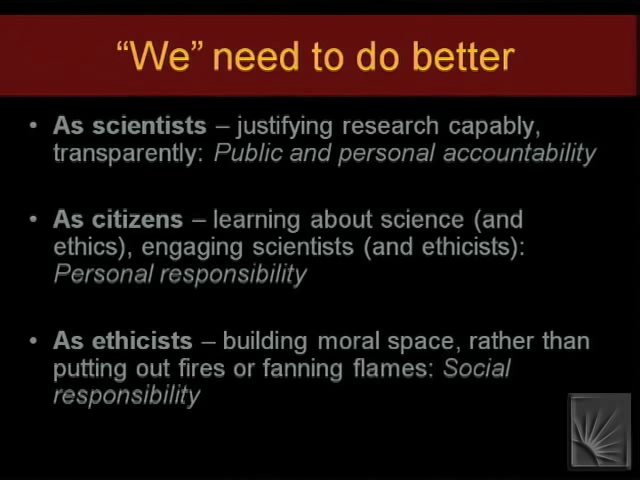 “We” need to do better
• As scientists – justifying research capably,
transparently: Public and personal accountability
• As citizens – learning about science (and
ethics), engaging scientists (and ethicists):
Personal responsibility
• As ethicists – building moral space, rather than
putting out fires or fanning flames: Social
responsibility